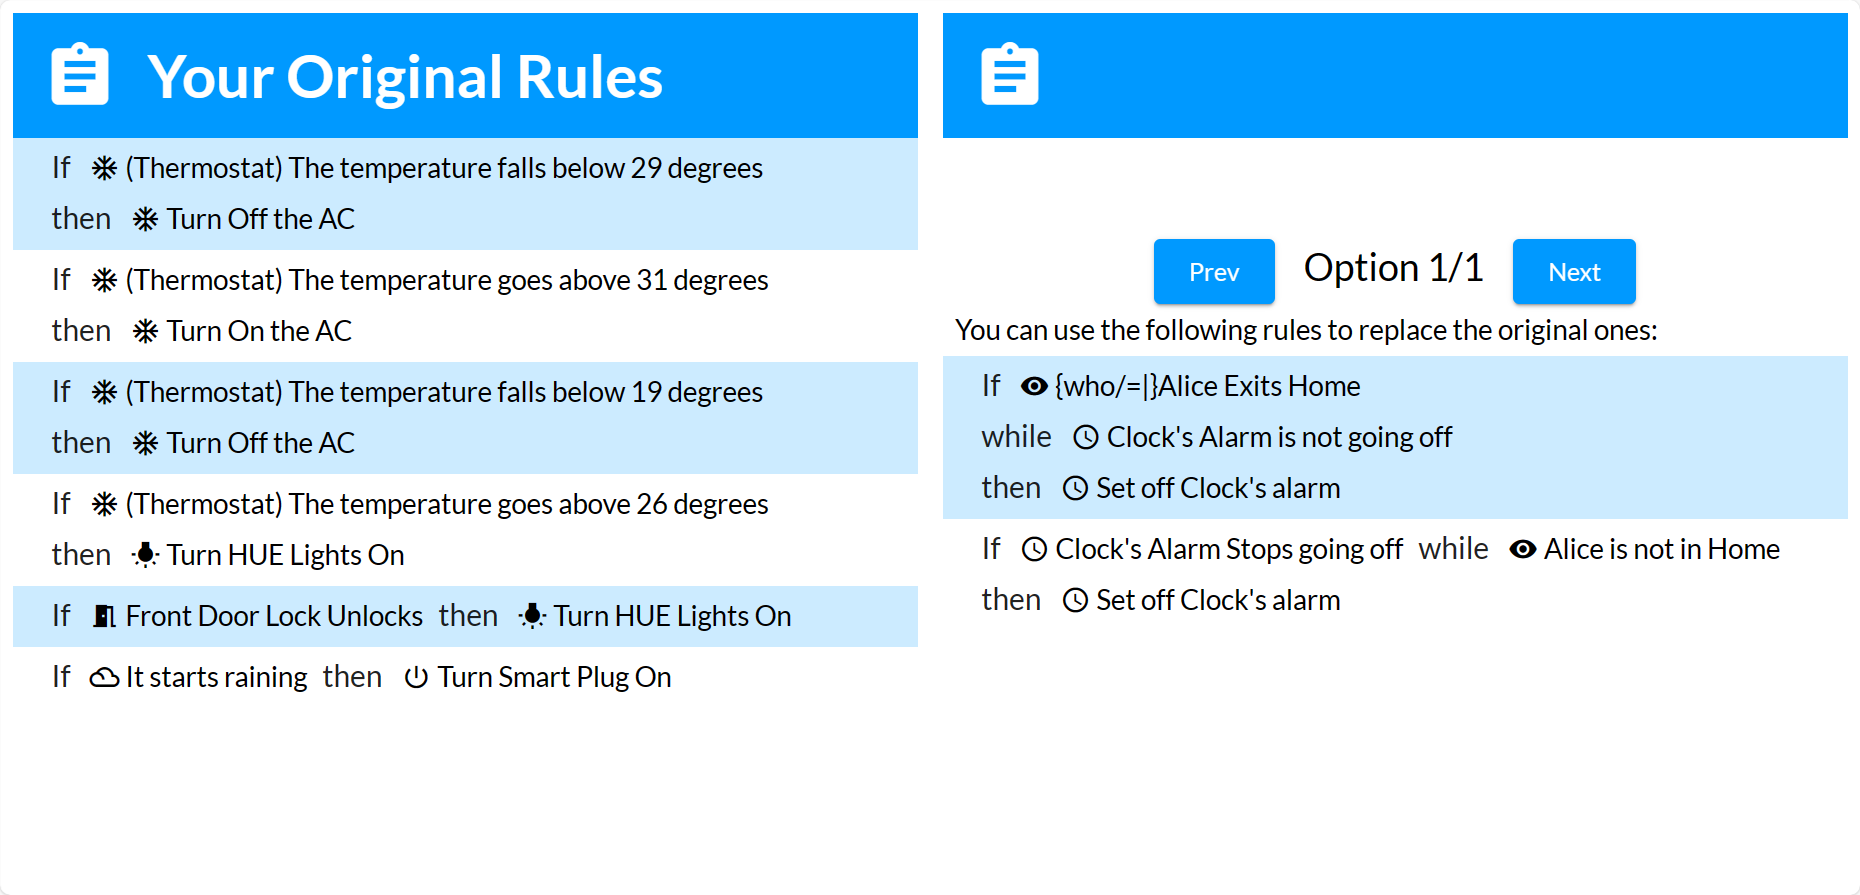 Your Original Rules
If (Thermostat) The temperature falls below 29 degrees
then Turn Off the AC
If (Thermostat) The temperature goes above 31 degrees
then Turn On the AC
If (Thermostat) The temperature falls below 19 degrees
then Turn Off the AC
If (Thermostat) The temperature goes above 26 degrees
then Turn HUE Lights On
If Front Door Lock Unlocks then Turn HUE Lights On
If It starts raining then Turn Smart Plug On
Prev Option 1/1 Next
You can use the following rules to replace the original ones:
If {who/=|}Alice Exits Home
while Clock's Alarm is not going off
then Set off Clock's alarm
If Clock's Alarm Stops going off while Alice is not in Home
then Set off Clock's alarm